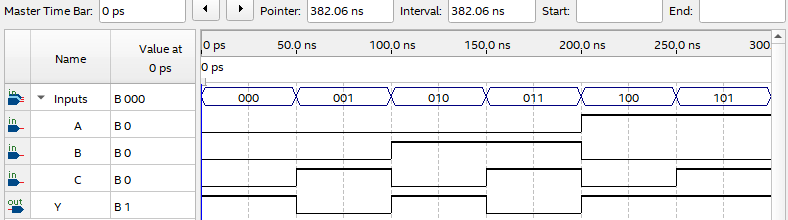 Master Time Bar: 0 ps Pointer: 382.06 ns Interval: 382.06 ns Start: End:
Name Value at 0 ps
0 ps 50.0 ns 100.0 ns 150.0 ns 200.0 ns 250.0 ns 300.
0 ps
in Inputs B 000 000 001 010 011 100 101
in A B 0
in B B 0
in C B 0
out Y B 1